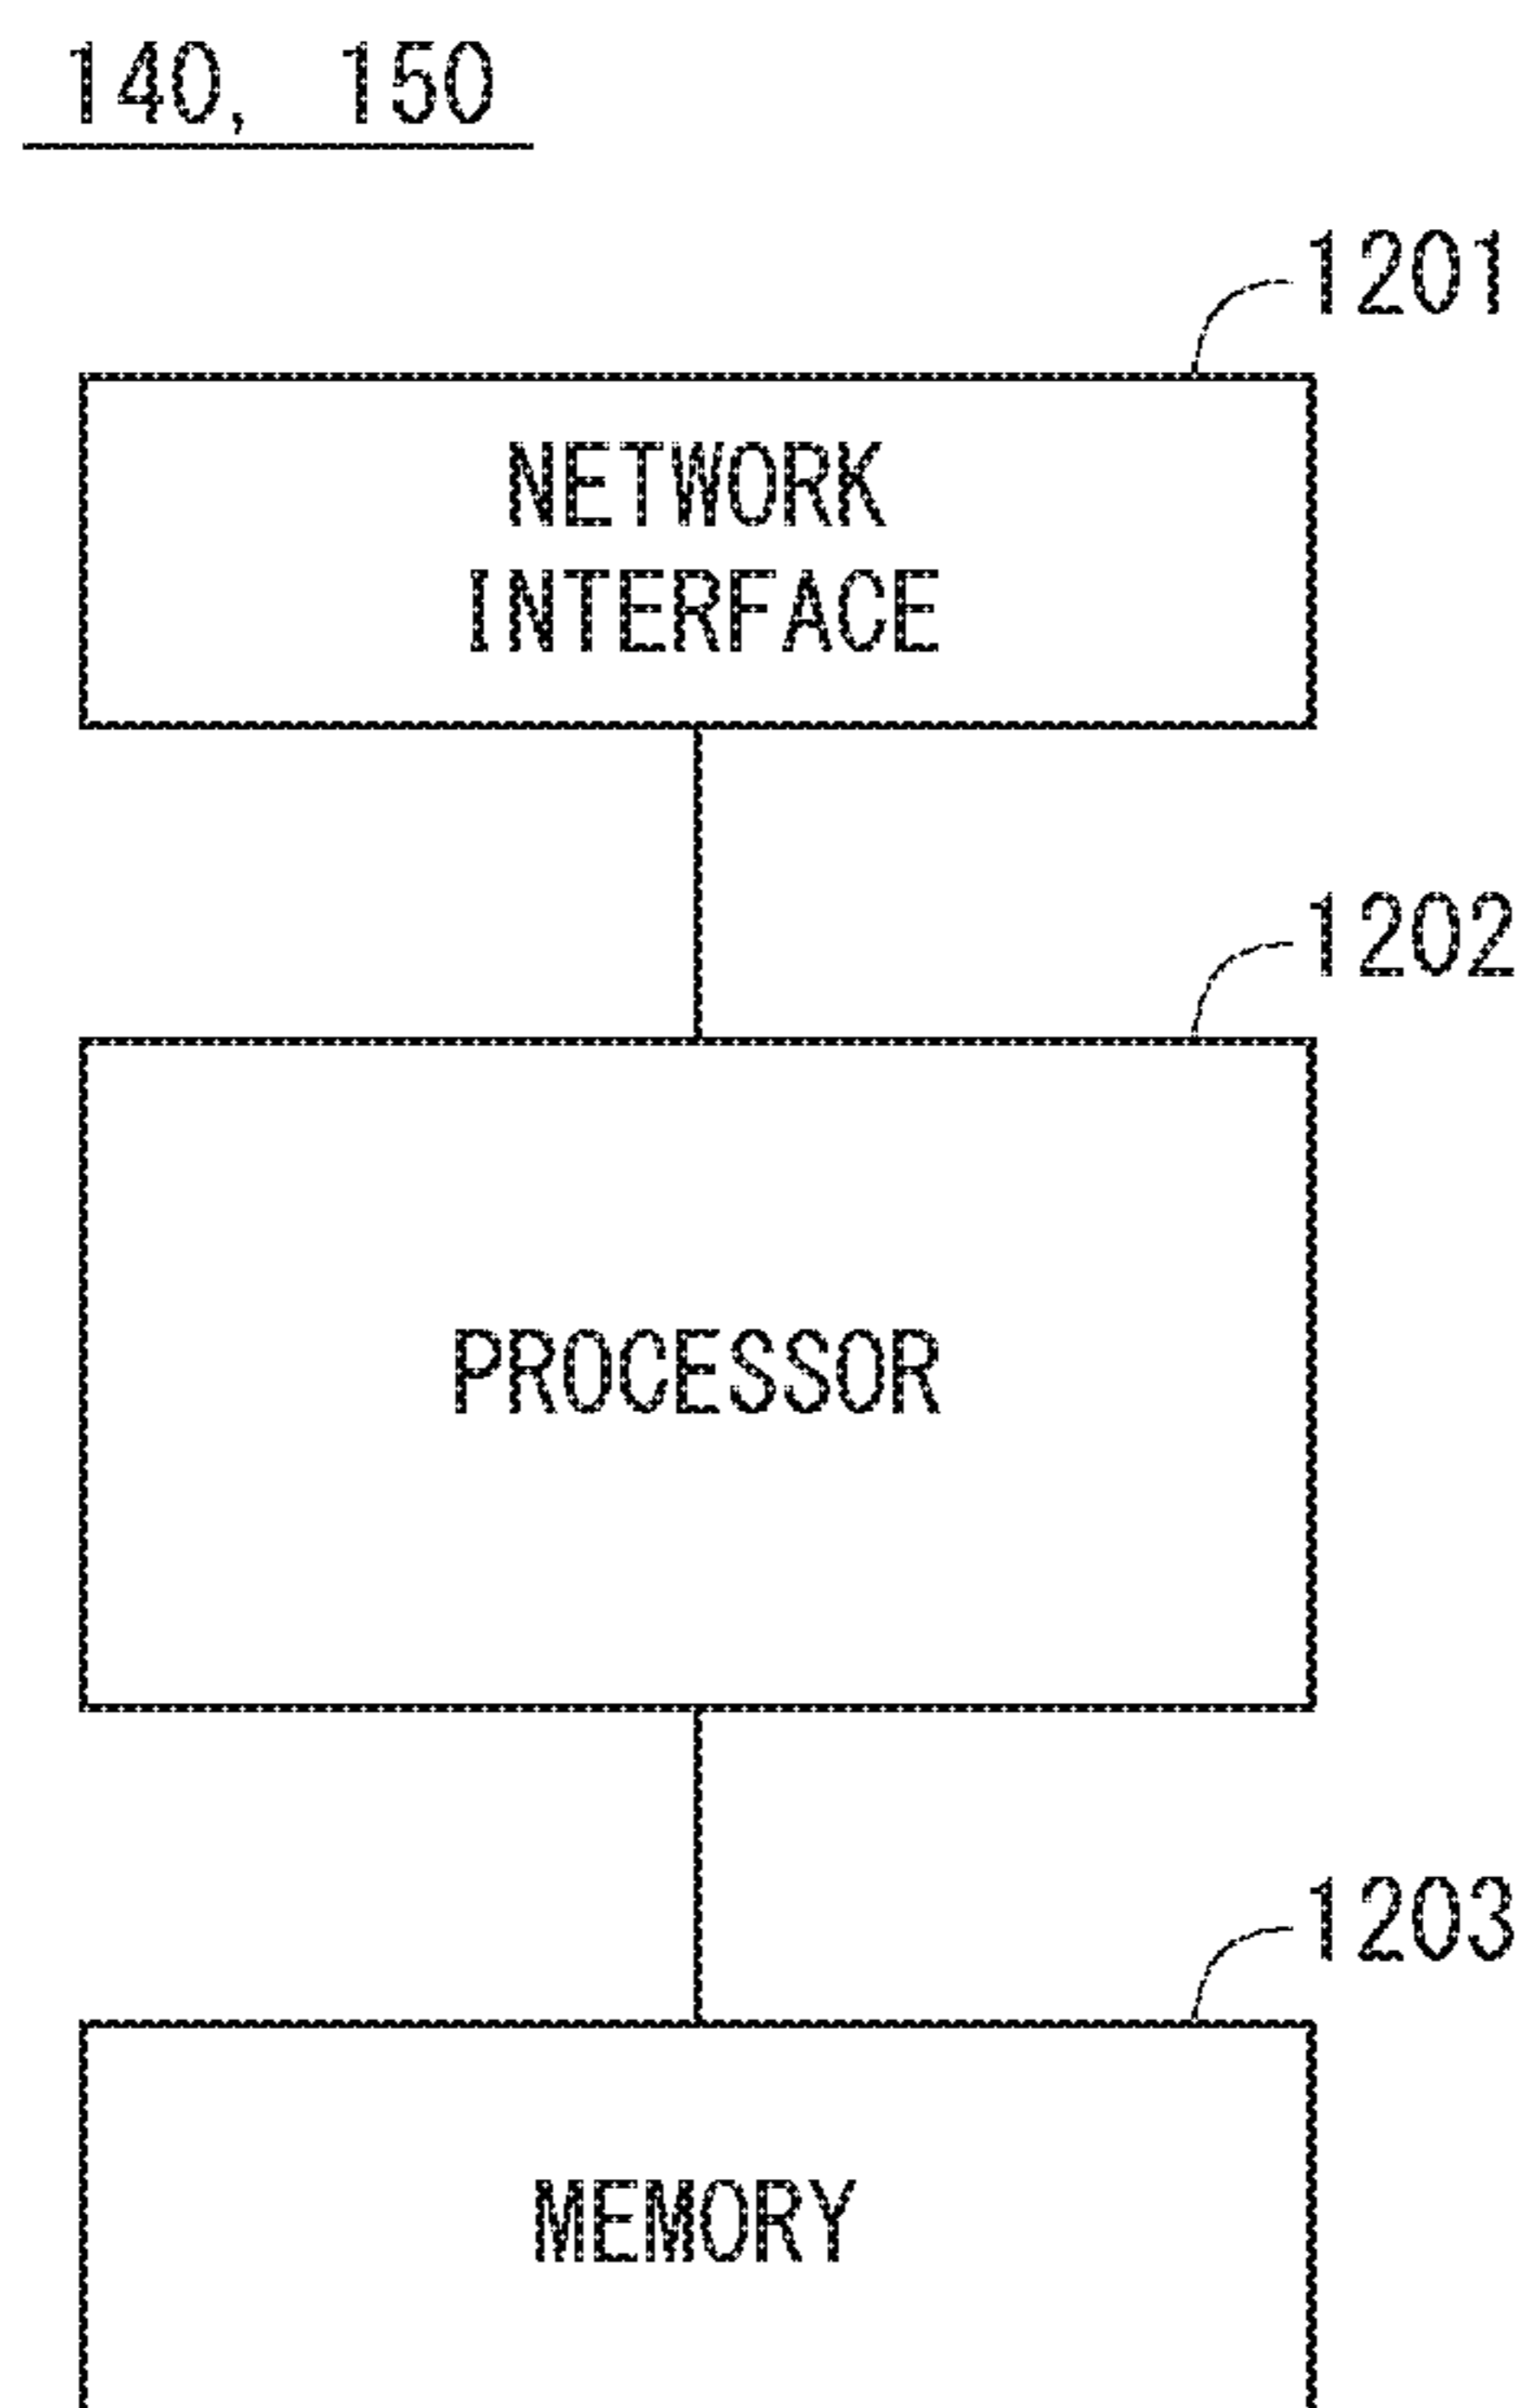 140, 150
1201
NETWORK
INTERFACE
1202
PROCESSOR
1203
MEMORY